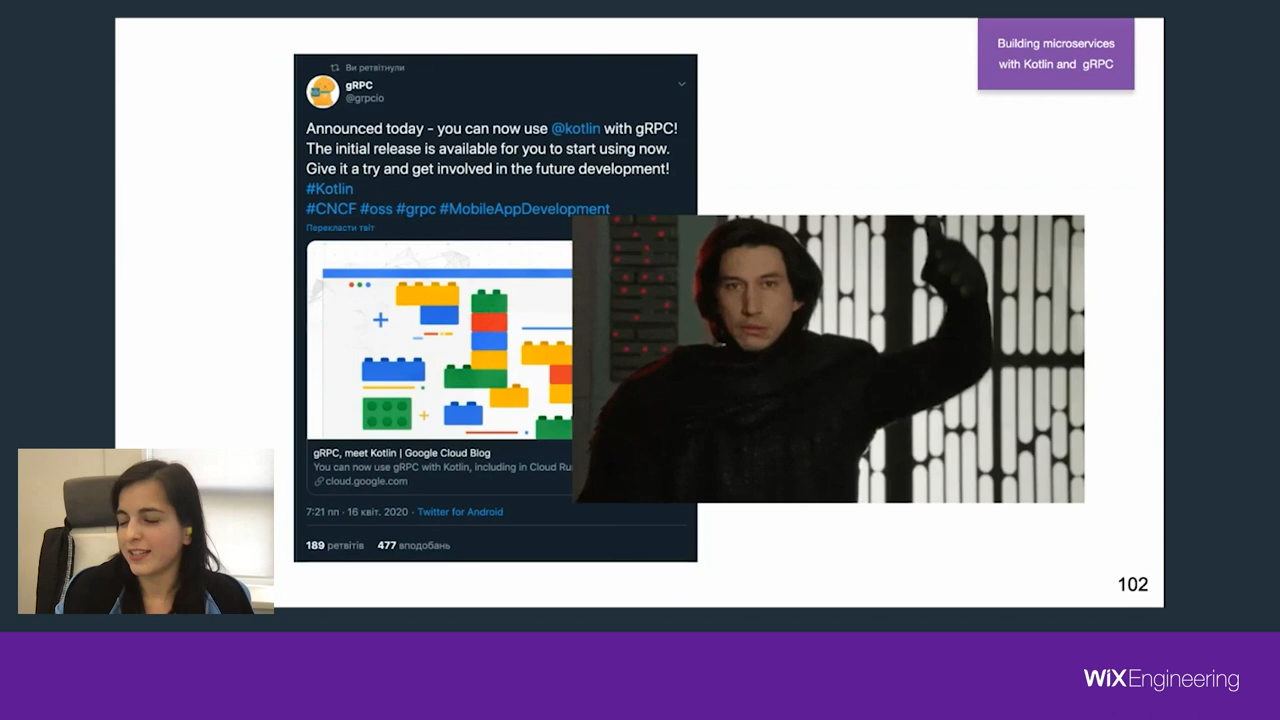 Building microservices
with Kotlin and gRPC
Ви ретвітнули
gRPC
@grpcio
Announced today - you can now use @kotlin with gRPC!
The initial release is available for you to start using now.
Give it a try and get involved in the future development!
#Kotlin
#CNCF #oss #grpc #MobileAppDevelopment
Перекласти твіт
gRPC, meet Kotlin | Google Cloud Blog
You can now use gRPC with Kotlin, including in Cloud Ru
cloud.google.com
7:21 пп · 16 квіт. 2020 · Twitter for Android
189 ретвітів 477 вподобань
102
WiXEngineering